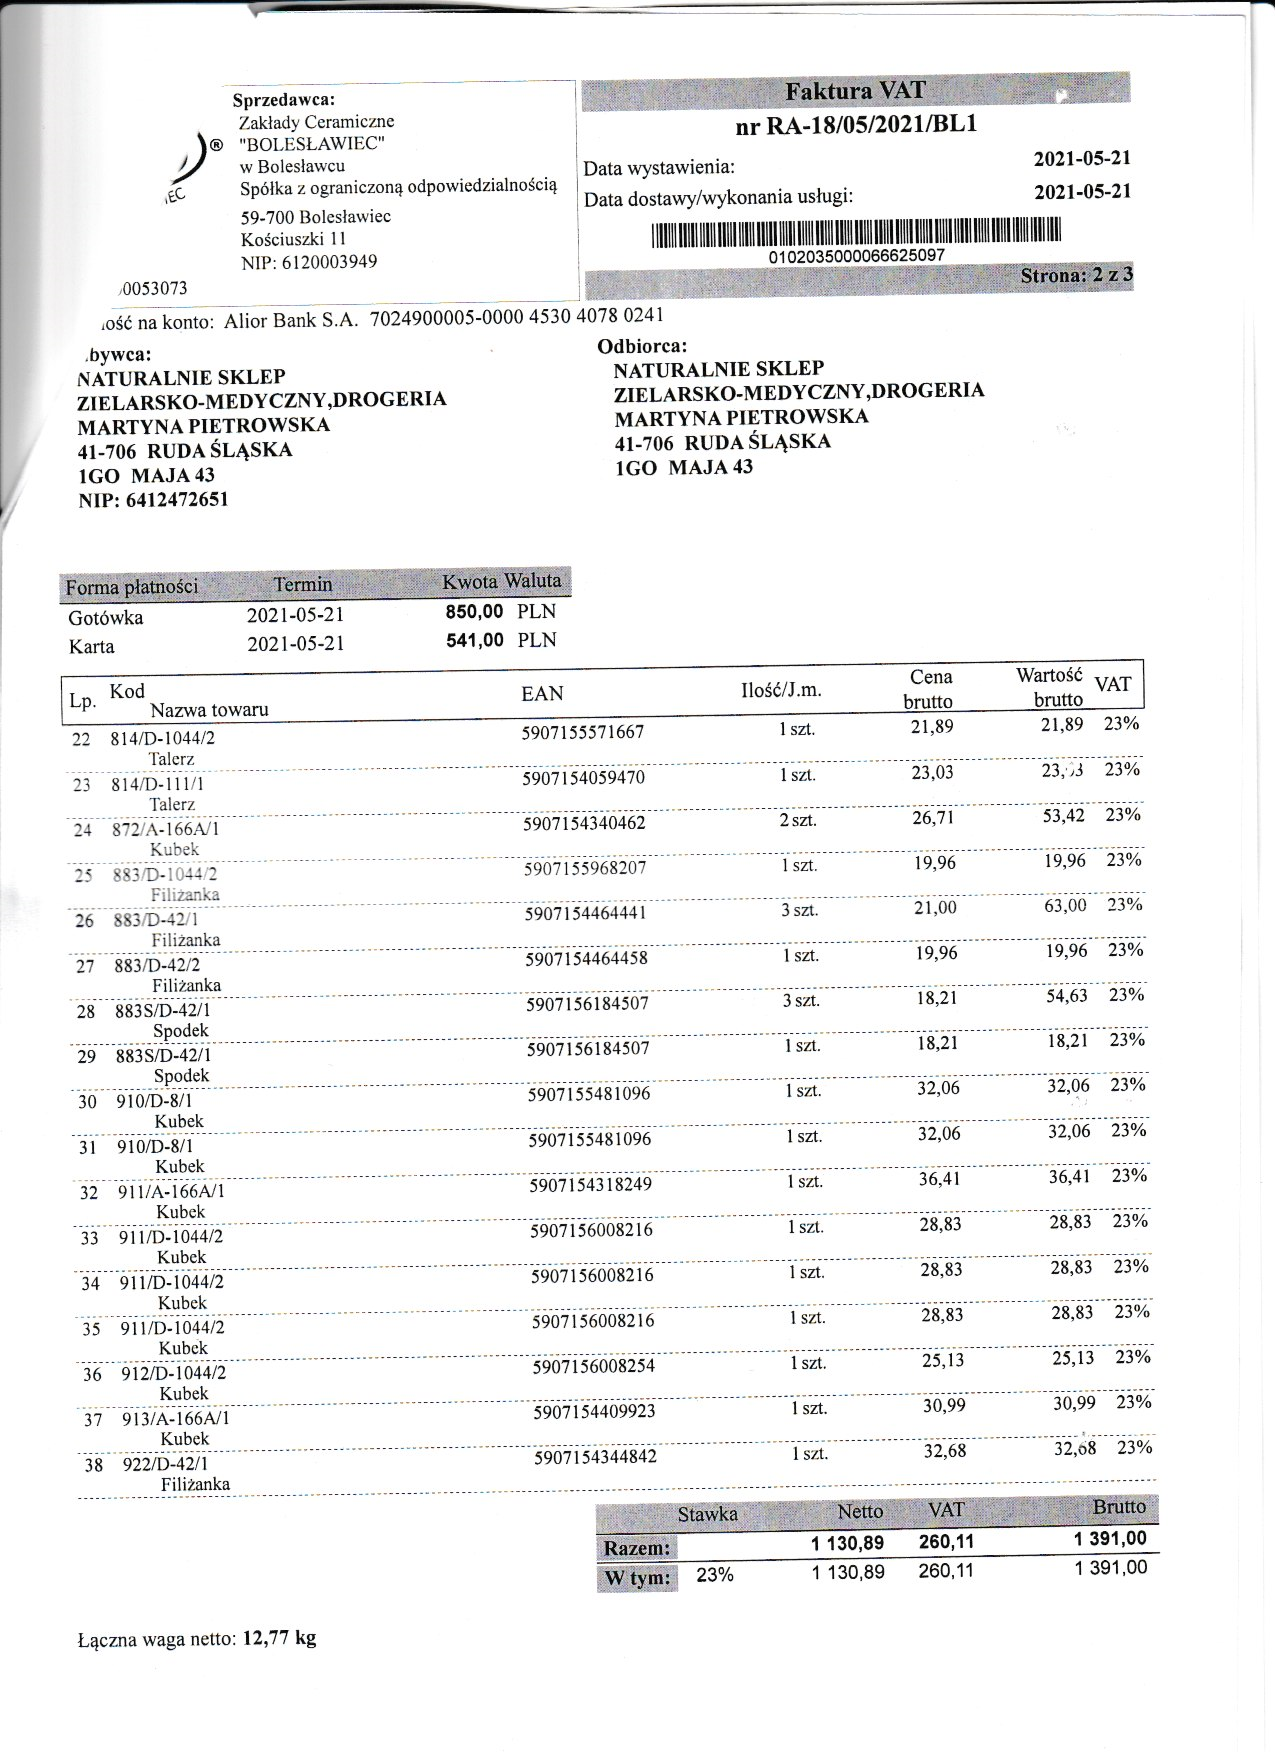 Sprzedawca:
Zakłady Ceramiczne
"BOLESŁAWIEC"
w Bolesławcu
Spółka z ograniczoną odpowiedzialnością
59-700 Bolesławiec
Kościuszki 11
NIP: 6120003949
®
EC
0053073
Faktura VAT
nr RA-18/05/2021/BL1
Data wystawienia: 2021-05-21
Data dostawy/wykonania usługi: 2021-05-21
0102035000066625097
Strona: 2 z 3
ość na konto: Alior Bank S.A. 7024900005-0000 4530 4078 0241
bywca:
NATURALNIE SKLEP
ZIELARSKO-MEDYCZNY,DROGERIA
MARTYNA PIETROWSKA
41-706 RUDA ŚLĄSKA
1GO MAJA 43
NIP: 6412472651
Odbiorca:
NATURALNIE SKLEP
ZIELARSKO-MEDYCZNY,DROGERIA
MARTYNA PIETROWSKA
41-706 RUDA ŚLĄSKA
1GO MAJA 43
Forma płatności Termin Kwota Waluta
Gotówka 2021-05-21 850,00 PLN
Karta 2021-05-21 541,00 PLN
Lp. Kod EAN Ilość/J.m. Cena brutto Wartość brutto VAT
Nazwa towaru
22 814/D-1044/2 5907155571667 1 szt. 21,89 21,89 23%
Talerz
23 814/D-111/1 5907154059470 1 szt. 23,03 23%
Talerz
24 872/A-166A/1 5907154340462 2 szt. 26,71 53,42 23%
Kubek
25 883/D-1044/2 5907155968207 1 szt. 19,96 19,96 23%
Filiżanka
26 883/D-42/1 5907154464441 3 szt. 21,00 63,00 23%
Filiżanka
27 883/D-42/2 5907154464458 1 szt. 19,96 19,96 23%
Filiżanka
28 883S/D-42/1 5907156184507 3 szt. 18,21 54,63 23%
Spodek
29 883S/D-42/1 5907156184507 1 szt. 18,21 18,21 23%
Spodek
30 910/D-8/1 5907155481096 1 szt. 32,06 32,06 23%
Kubek
31 910/D-8/1 5907155481096 1 szt. 32,06 32,06 23%
Kubek
32 911/A-166A/1 5907154318249 1 szt. 36,41 36,41 23%
Kubek
33 911/D-1044/2 5907156008216 1 szt. 28,83 28,83 23%
Kubek
34 911/D-1044/2 5907156008216 1 szt. 28,83 28,83 23%
Kubek
35 911/D-1044/2 5907156008216 1 szt. 28,83 28,83 23%
Kubek
36 912/D-1044/2 5907156008254 1 szt. 25,13 25,13 23%
Kubek
37 913/A-166A/1 5907154409923 1 szt. 30,99 30,99 23%
Kubek
38 922/D-42/1 5907154344842 1 szt. 32,68 32,68 23%
Filiżanka
Stawka Netto VAT Brutto
Razem: 1 130,89 260,11 1 391,00
W tym: 23% 1 130,89 260,11 1 391,00
Łączna waga netto: 12,77 kg